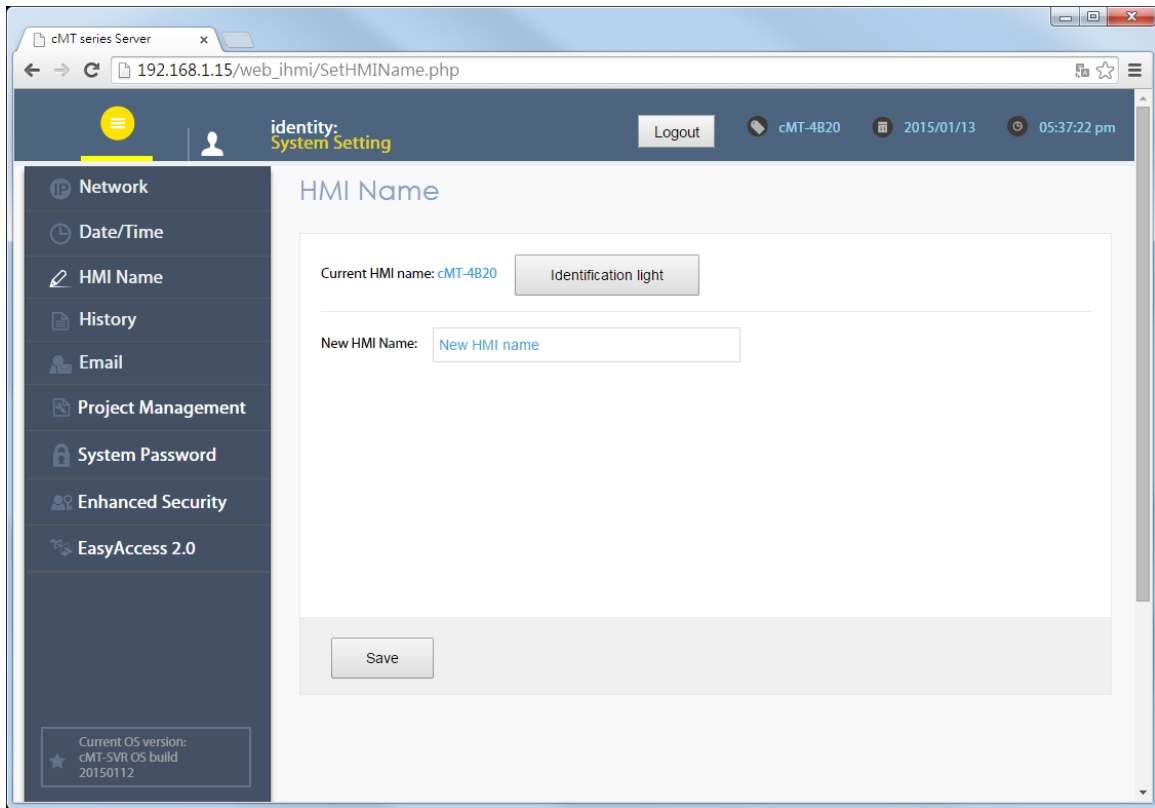 cMT series Server
192.168.1.15/web_ihmi/SetHMIName.php
identity:
System Setting
Logout
cMT-4B20
2015/01/13
05:37:22 pm
Network
Date/Time
HMI Name
History
Email
Project Management
System Password
Enhanced Security
EasyAccess 2.0
Current OS version:
cMT-SVR OS build
20150112
HMI Name
Current HMI name: cMT-4B20
Identification light
New HMI Name:
New HMI name
Save